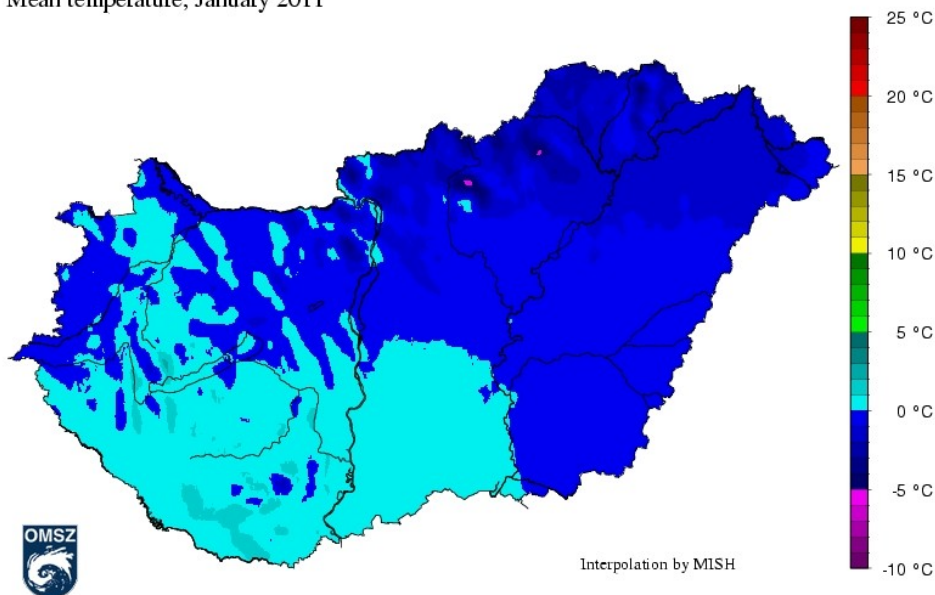 Mean temperature, January 2011
25 °C
20 °C
15 °C
10 °C
5 °C
0 °C
-5 °C
-10 °C
OMSZ
Interpolation by MISH